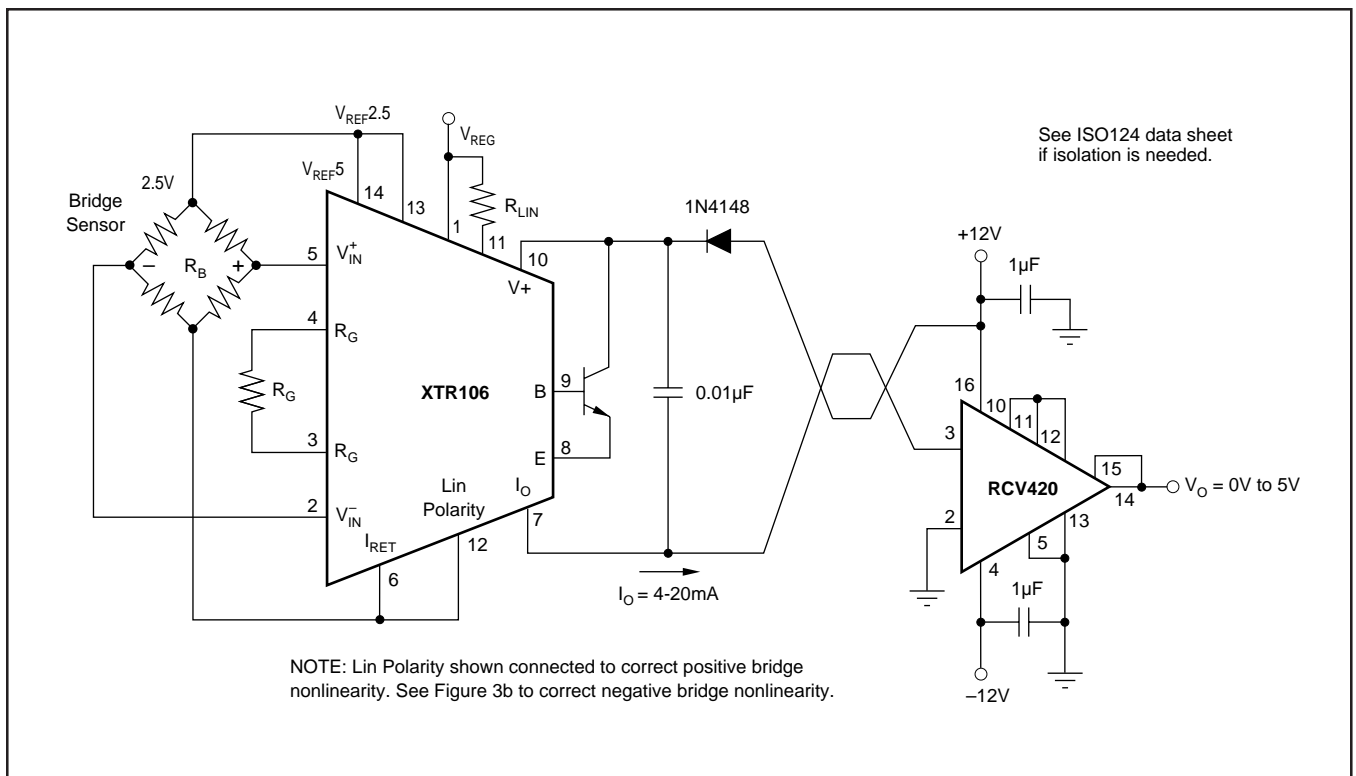 V_REF2.5
V_REG
See ISO124 data sheet
if isolation is needed.
V_REF5
14
13
2.5V
Bridge
Sensor
R_LIN
1
11
1N4148
10
V+
+12V
1µF
5
V+IN
–
R_B
+
4
R_G
R_G
XTR106
B
9
0.01µF
16
10
11
12
3
3
R_G
E
8
15
RCV420
14
V_O = 0V to 5V
Lin
Polarity
I_O
2
V–IN
7
2
13
5
I_RET
12
4
6
I_O = 4-20mA
1µF
–12V
NOTE: Lin Polarity shown connected to correct positive bridge
nonlinearity. See Figure 3b to correct negative bridge nonlinearity.